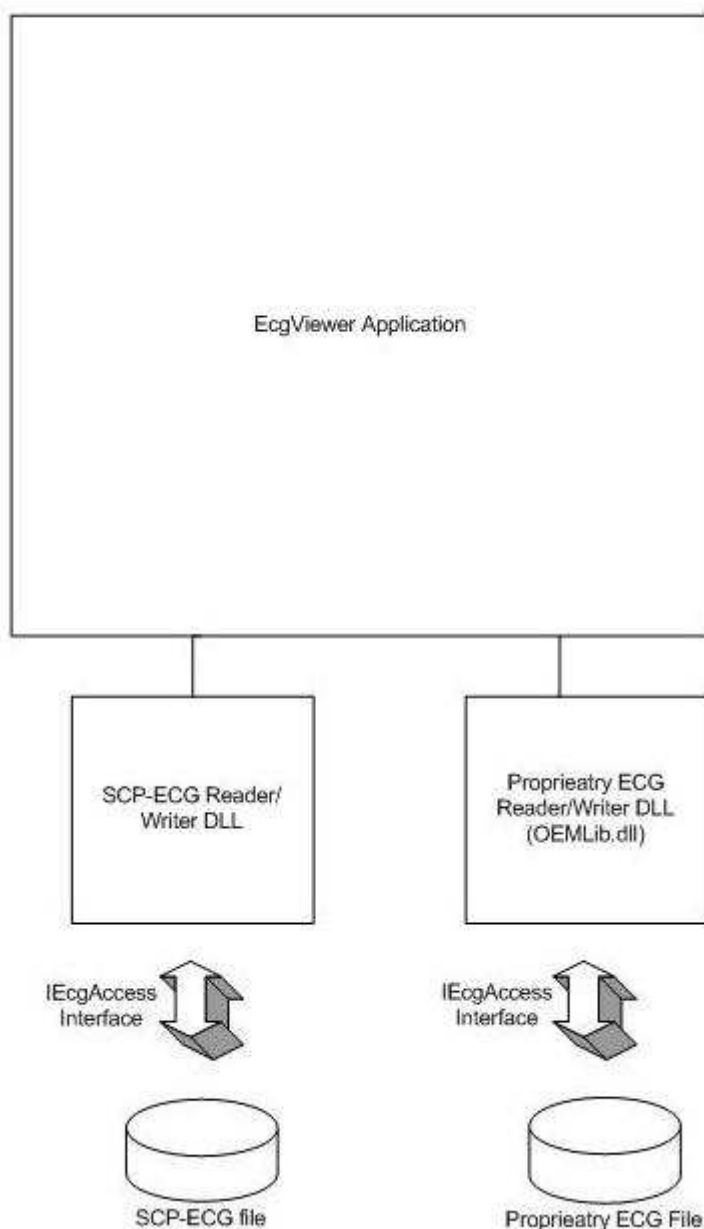 EcgViewer Application
SCP-ECG Reader/
Writer DLL
Proprieatry ECG
Reader/Writer DLL
(OEMLib.dll)
IEcgAccess
Interface
IEcgAccess
Interface
SCP-ECG file
Proprieatry ECG File